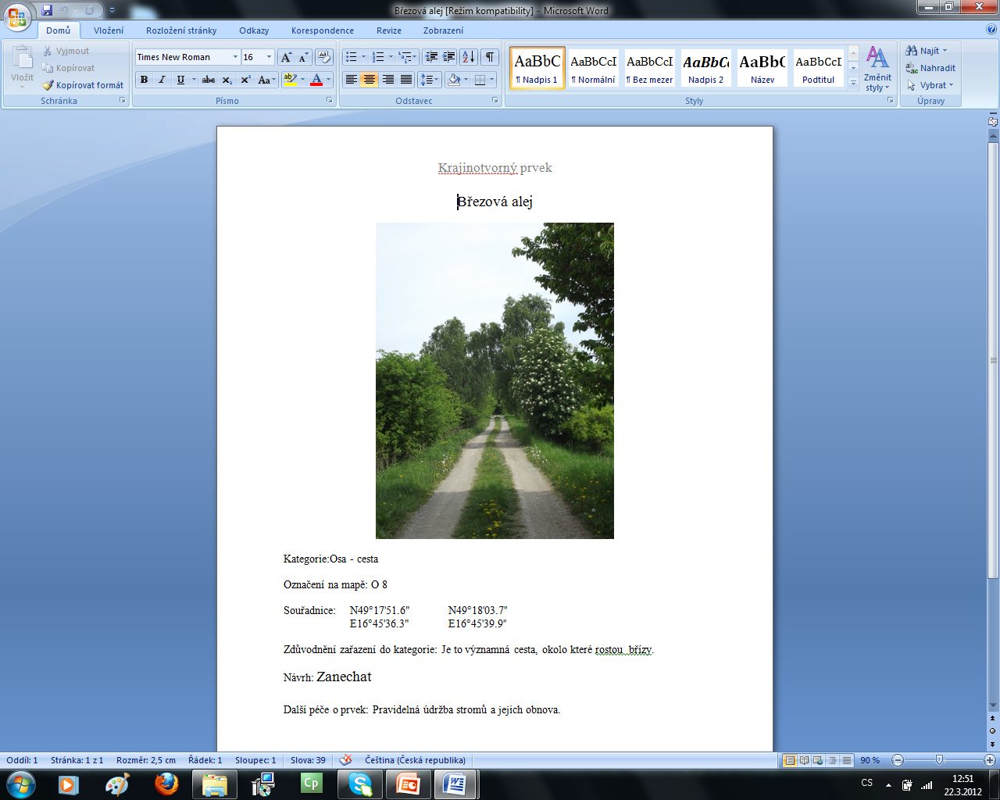 Březová alej [Režim kompatibility] - Microsoft Word
Domů Vložení Rozložení stránky Odkazy Korespondence Revize Zobrazení
Vložit
Vyjmout
Kopírovat
Kopírovat formát
Schránka
Times New Roman 16
B I U abc x₂ x² Aa ab A
Písmo
Odstavec
AaBbC AaBbCcI AaBbCcI AaBbCc AaBbC AaBbCcI
¶ Nadpis 1 ¶ Normální ¶ Bez mezer Nadpis 2 Název Podtitul
Změnit styly
Styly
Najít
Nahradit
Vybrat
Úpravy
Krajinotvorný prvek
Březová alej
Kategorie:Osa - cesta
Označení na mapě: O 8
Souřadnice: N49°17'51.6" N49°18'03.7"
E16°45'36.3" E16°45'39.9"
Zdůvodnění zařazení do kategorie: Je to významná cesta, okolo které rostou břízy.
Návrh: Zanechat
Další péče o prvek: Pravidelná údržba stromů a jejich obnova.
Oddíl: 1 Stránka: 1 z 1 Rozměr: 2,5 cm Řádek: 1 Sloupec: 1 Slova: 39 Čeština (Česká republika) 90 %
Cp CS 12:51
22.3.2012